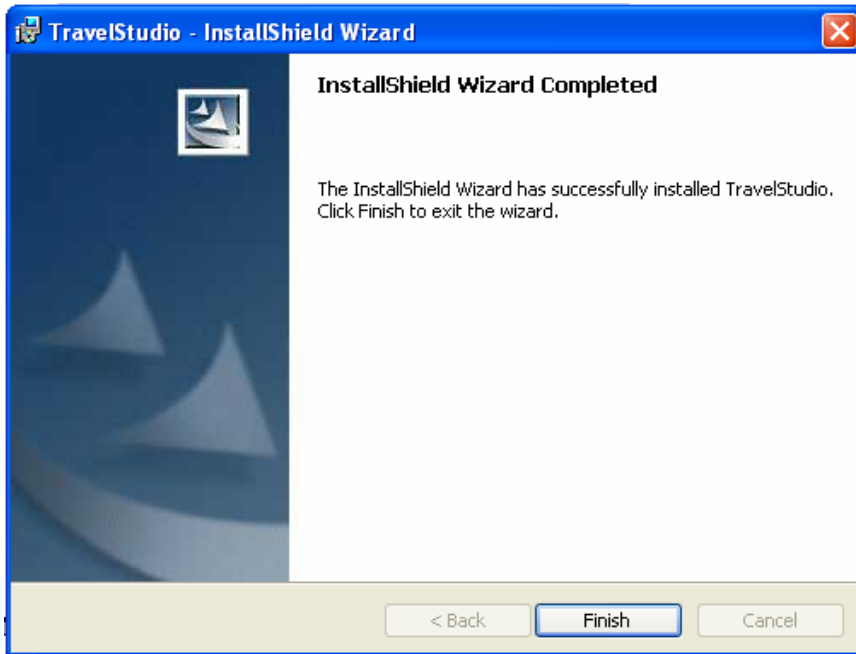 TravelStudio - InstallShield Wizard
InstallShield Wizard Completed
The InstallShield Wizard has successfully installed TravelStudio.
Click Finish to exit the wizard.
< Back Finish Cancel